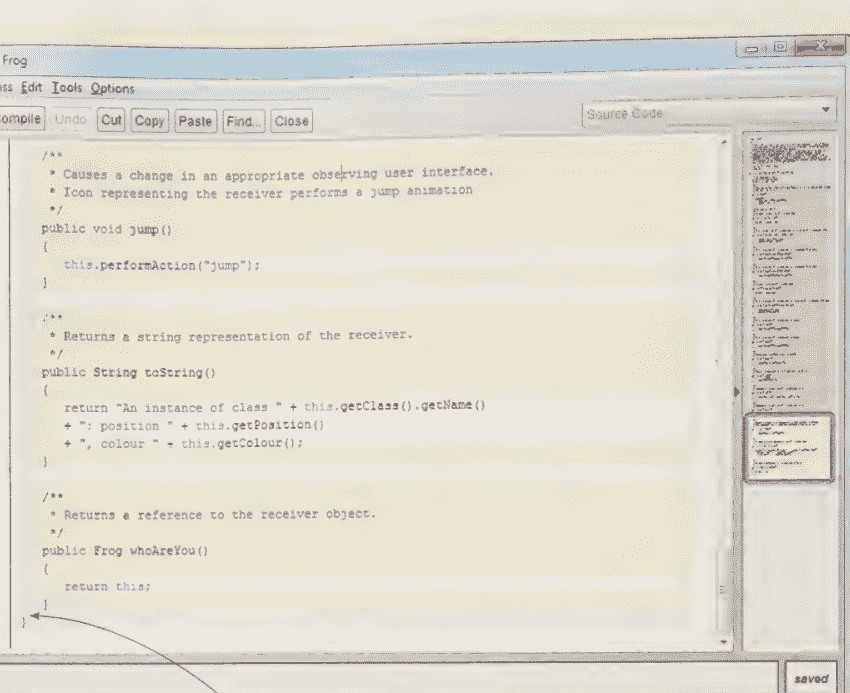 Frog
ss Edit Tools Options
ompile Undo Cut Copy Paste Find... Close Source Code
/**
* Causes a change in an appropriate observing user interface.
* Icon representing the receiver performs a jump animation
*/
public void jump()
{
this.performAction("jump");
}
/**
* Returns a string representation of the receiver.
*/
public String toString()
{
return "An instance of class " + this.getClass().getName()
+ ": position " + this.getPosition()
+ ", colour " + this.getColour();
}
/**
* Returns a reference to the receiver object.
*/
public Frog whoAreYou()
{
return this;
}
}
saved